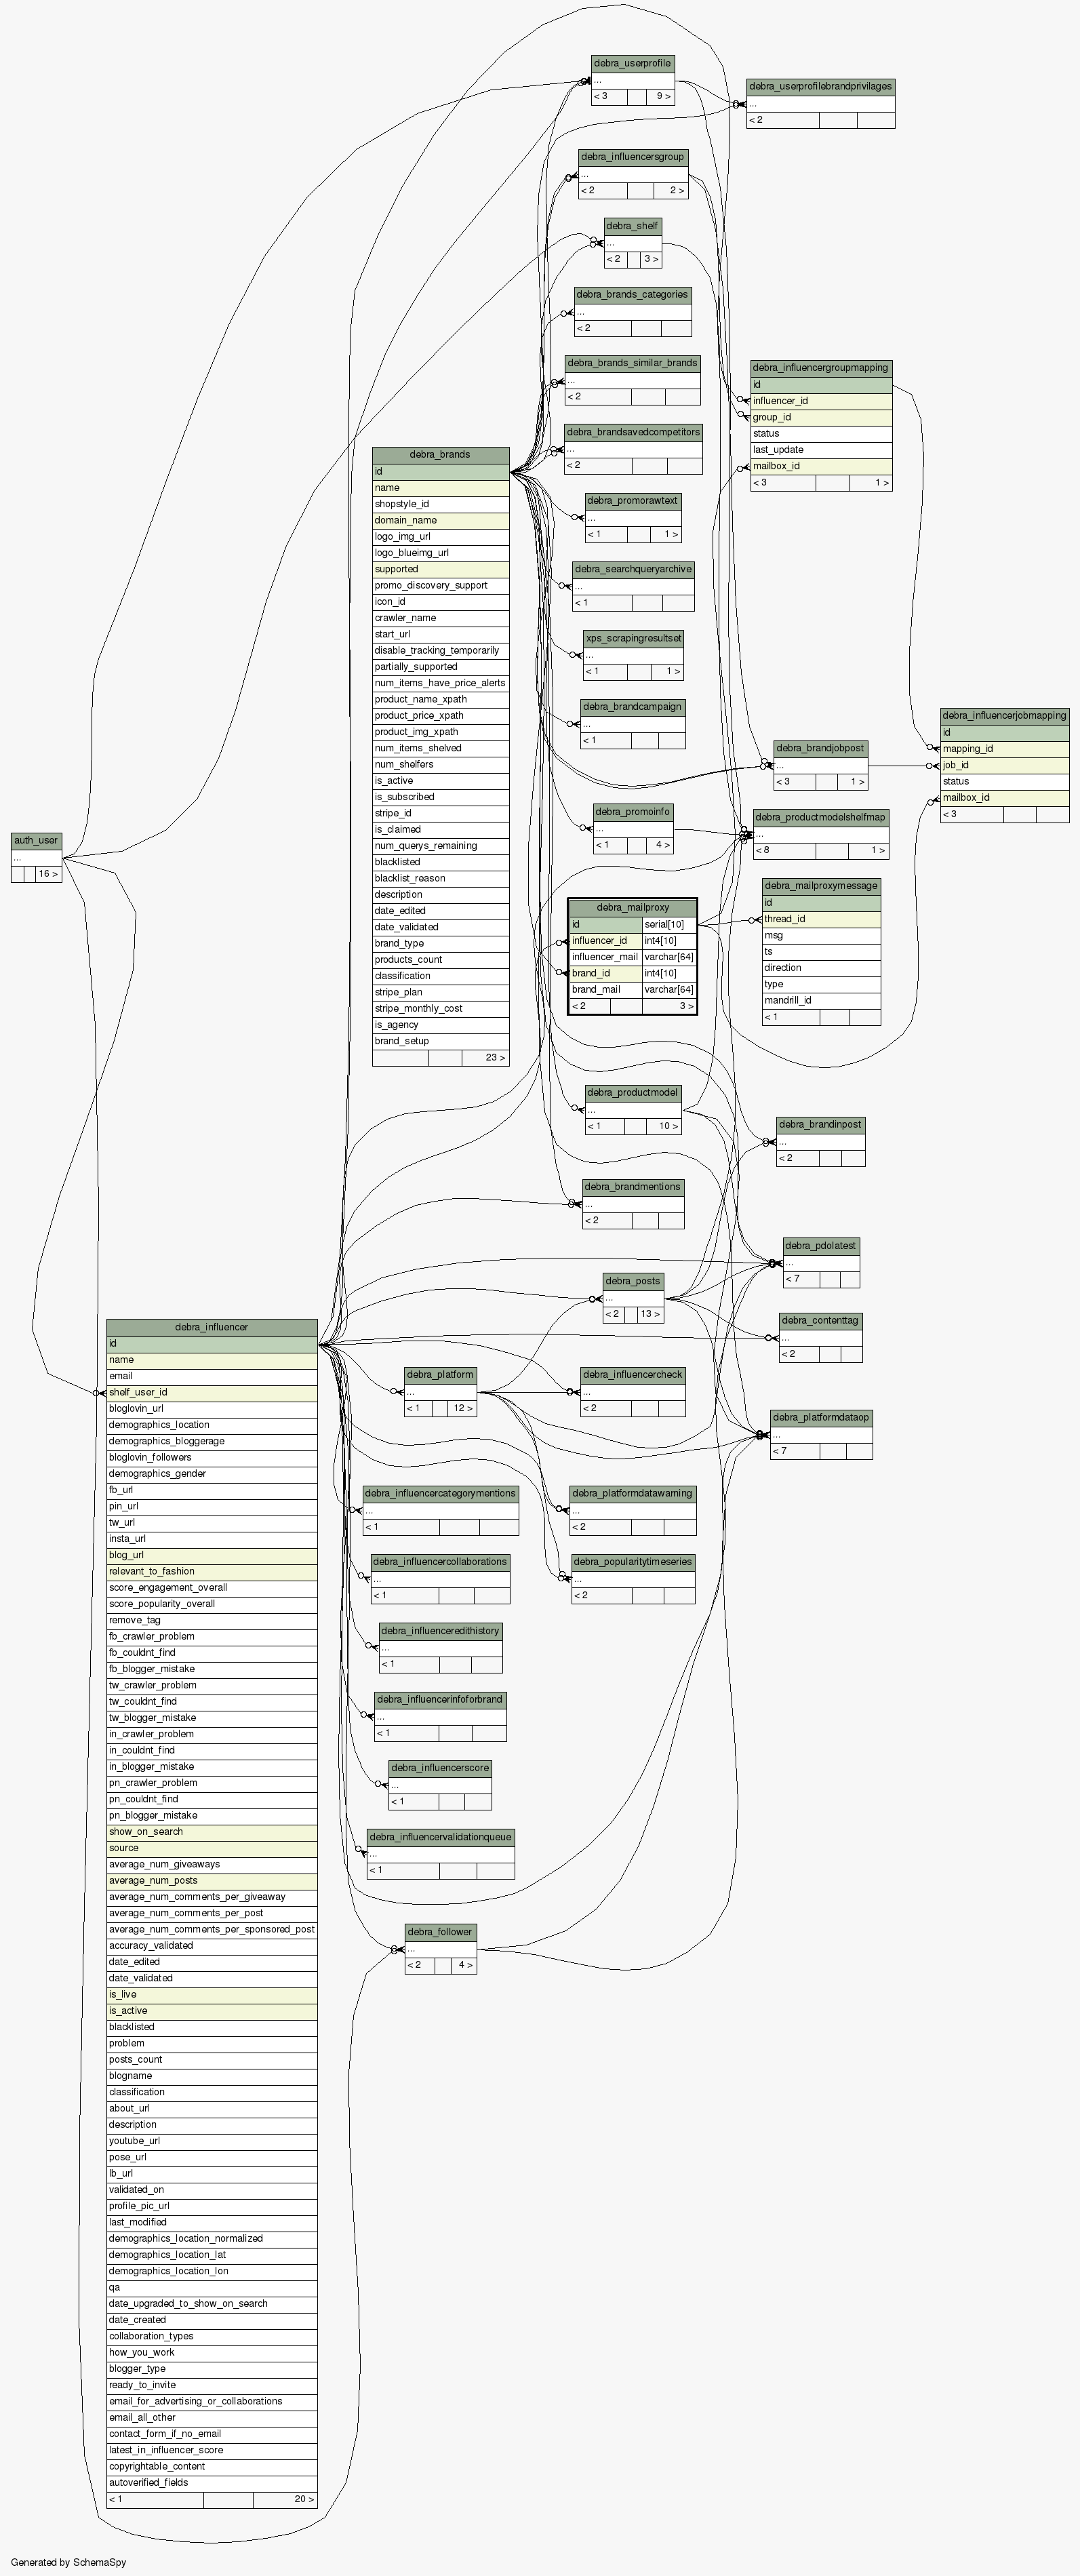 debra_userprofile
...
< 3 9 >
debra_userprofilebrandprivilages
...
< 2
debra_influencersgroup
...
< 2 2 >
debra_shelf
...
< 2 3 >
debra_brands_categories
...
< 2
debra_brands_similar_brands
...
< 2
debra_influencergroupmapping
id
influencer_id
group_id
status
last_update
mailbox_id
< 3 1 >
debra_brandsavedcompetitors
...
< 2
debra_brands
id
name
shopstyle_id
domain_name
logo_img_url
logo_blueimg_url
supported
promo_discovery_support
icon_id
crawler_name
start_url
disable_tracking_temporarily
partially_supported
num_items_have_price_alerts
product_name_xpath
product_price_xpath
product_img_xpath
num_items_shelved
num_shelfers
is_active
is_subscribed
stripe_id
is_claimed
num_querys_remaining
blacklisted
blacklist_reason
description
date_edited
date_validated
brand_type
products_count
classification
stripe_plan
stripe_monthly_cost
is_agency
brand_setup
23 >
debra_promorawtext
...
< 1 1 >
debra_searchqueryarchive
...
< 1
xps_scrapingresultset
...
< 1 1 >
debra_brandcampaign
...
< 1
debra_influencerjobmapping
id
mapping_id
job_id
status
mailbox_id
< 3
debra_brandjobpost
...
< 3 1 >
debra_promoinfo
...
< 1 4 >
debra_productmodelshelfmap
...
< 8 1 >
auth_user
...
16 >
debra_mailproxy
id serial[10]
influencer_id int4[10]
influencer_mail varchar[64]
brand_id int4[10]
brand_mail varchar[64]
< 2 3 >
debra_mailproxymessage
id
thread_id
msg
ts
direction
type
mandrill_id
< 1
debra_productmodel
...
< 1 10 >
debra_brandinpost
...
< 2
debra_brandmentions
...
< 2
debra_pdolatest
...
< 7
debra_posts
...
< 2 13 >
debra_contenttag
...
< 2
debra_platform
...
< 1 12 >
debra_influencercheck
...
< 2
debra_platformdataop
...
< 7
debra_influencer
id
name
email
shelf_user_id
bloglovin_url
demographics_location
demographics_bloggerage
bloglovin_followers
demographics_gender
fb_url
pin_url
tw_url
insta_url
blog_url
relevant_to_fashion
score_engagement_overall
score_popularity_overall
remove_tag
fb_crawler_problem
fb_couldnt_find
fb_blogger_mistake
tw_crawler_problem
tw_couldnt_find
tw_blogger_mistake
in_crawler_problem
in_couldnt_find
in_blogger_mistake
pn_crawler_problem
pn_couldnt_find
pn_blogger_mistake
show_on_search
source
average_num_giveaways
average_num_posts
average_num_comments_per_giveaway
average_num_comments_per_post
average_num_comments_per_sponsored_post
accuracy_validated
date_edited
date_validated
is_live
is_active
blacklisted
problem
posts_count
blogname
classification
about_url
description
youtube_url
pose_url
lb_url
validated_on
profile_pic_url
last_modified
demographics_location_normalized
demographics_location_lat
demographics_location_lon
qa
date_upgraded_to_show_on_search
date_created
collaboration_types
how_you_work
blogger_type
ready_to_invite
email_for_advertising_or_collaborations
email_all_other
contact_form_if_no_email
latest_in_influencer_score
copyrightable_content
autoverified_fields
< 1 20 >
debra_influencercategorymentions
...
< 1
debra_platformdatawarning
...
< 2
debra_influencercollaborations
...
< 1
debra_popularitytimeseries
...
< 2
debra_influenceredithistory
...
< 1
debra_influencerinfoforbrand
...
< 1
debra_influencerscore
...
< 1
debra_influencervalidationqueue
...
< 1
debra_follower
...
< 2 4 >
Generated by SchemaSpy